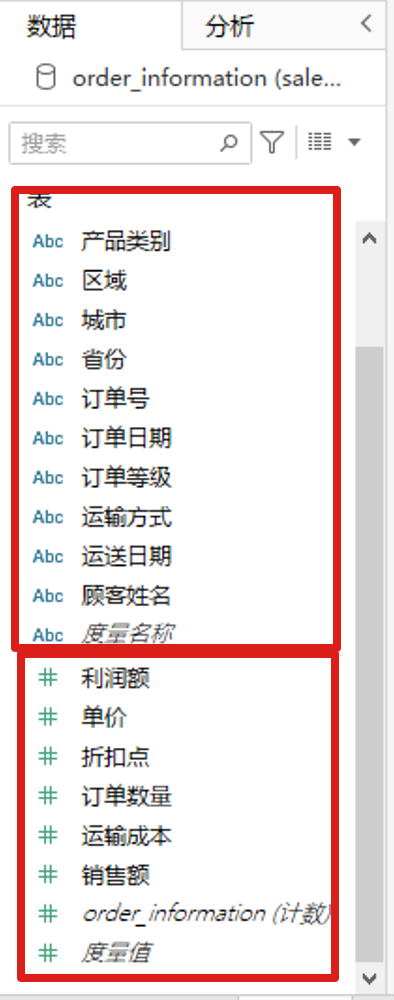 数据 分析
order_information (sale...
搜索
表
Abc 产品类别
Abc 区域
Abc 城市
Abc 省份
Abc 订单号
Abc 订单日期
Abc 订单等级
Abc 运输方式
Abc 运送日期
Abc 顾客姓名
Abc 度量名称
# 利润额
# 单价
# 折扣点
# 订单数量
# 运输成本
# 销售额
# order_information (计数)
# 度量值